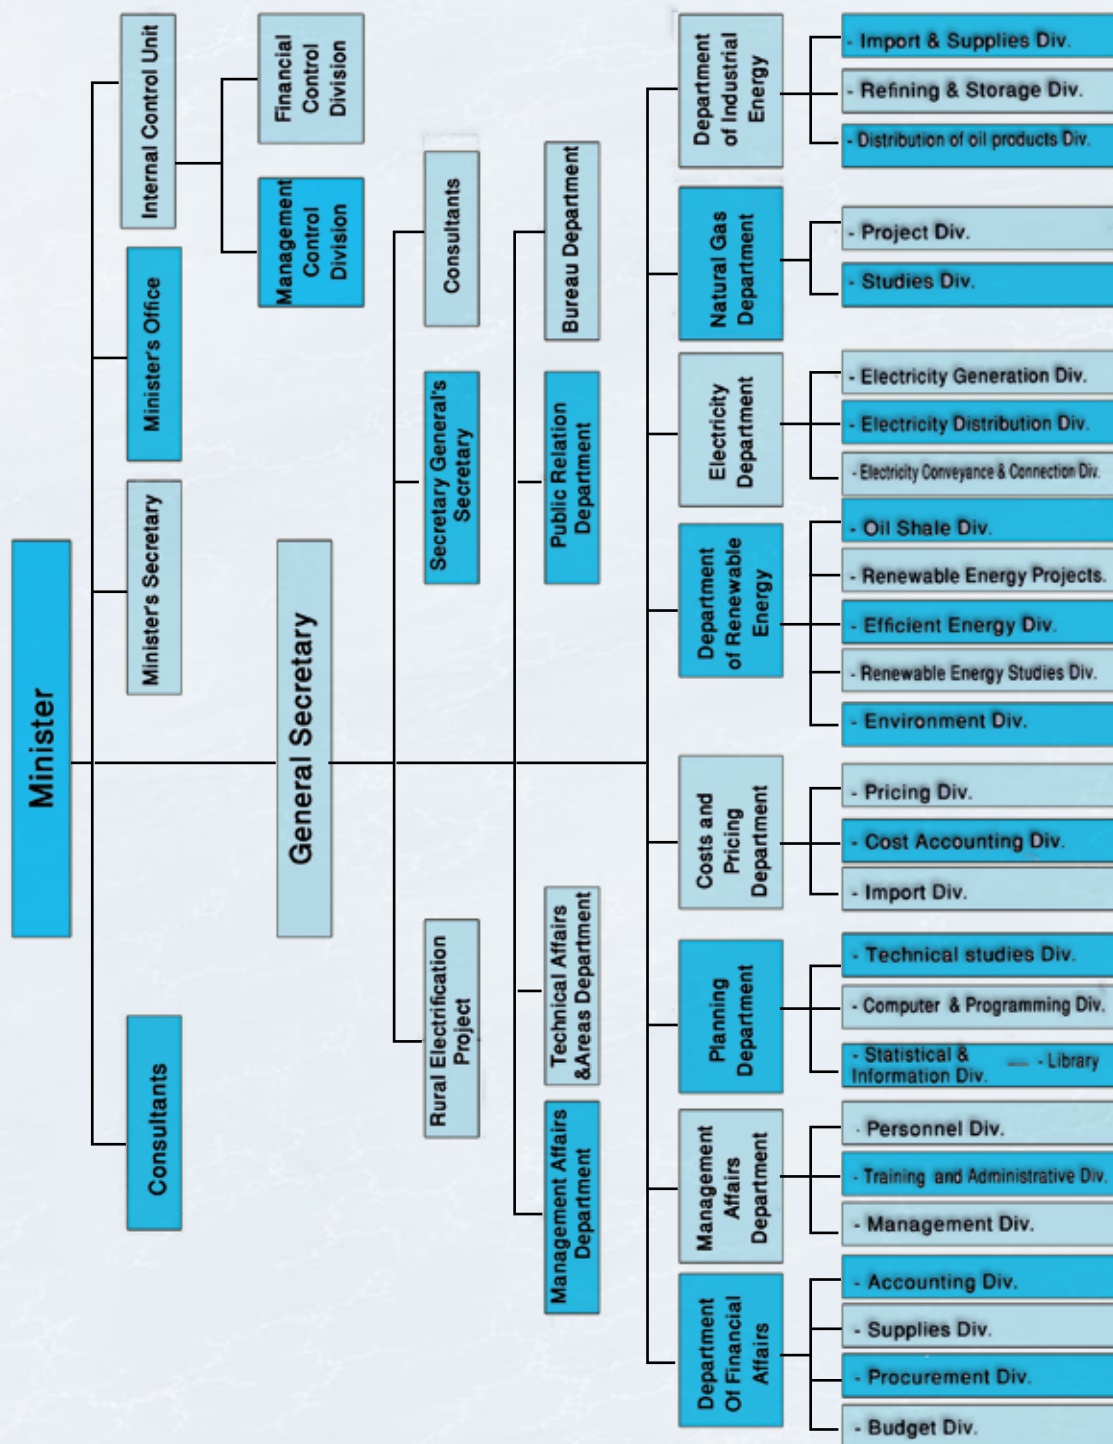 Minister
Consultants
Minister's Secretary
Minister's Office
Internal Control Unit
Management
Control
Division
Financial
Control
Division
General Secretary
Rural Electrification
Project
Secretary General's
Secretary
Consultants
Management Affairs
Department
Technical Affairs
&Areas Department
Public Relation
Department
Bureau Department
Department
Of Financial
Affairs
- Accounting Div.
- Supplies Div.
- Procurement Div.
- Budget Div.
Management
Affairs
Department
- Personnel Div.
- Training and Administrative Div.
- Management Div.
Planning
Department
- Technical studies Div.
- Computer & Programming Div.
- Statistical &
Information Div. — - Library
Costs and
Pricing
Department
- Pricing Div.
- Cost Accounting Div.
- Import Div.
Department
of Renewable
Energy
- Oil Shale Div.
- Renewable Energy Projects.
- Efficient Energy Div.
- Renewable Energy Studies Div.
- Environment Div.
Electricity
Department
- Electricity Generation Div.
- Electricity Distribution Div.
- Electricity Conveyance & Connection Div.
Natural Gas
Department
- Project Div.
- Studies Div.
Department
of Industrial
Energy
- Import & Supplies Div.
- Refining & Storage Div.
- Distribution of oil products Div.